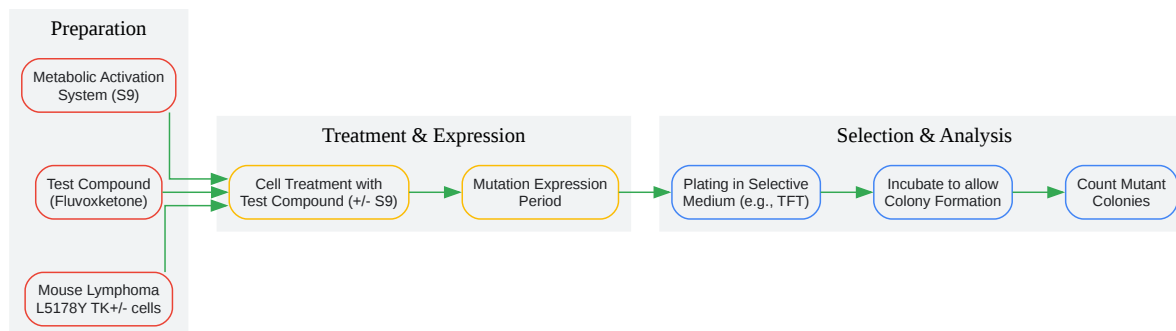 Preparation
Metabolic Activation
System (S9)
Test Compound
(Fluvoxketone)
Mouse Lymphoma
L5178Y TK+/- cells
Treatment & Expression
Cell Treatment with
Test Compound (+/- S9)
Mutation Expression
Period
Selection & Analysis
Plating in Selective
Medium (e.g., TFT)
Incubate to allow
Colony Formation
Count Mutant
Colonies